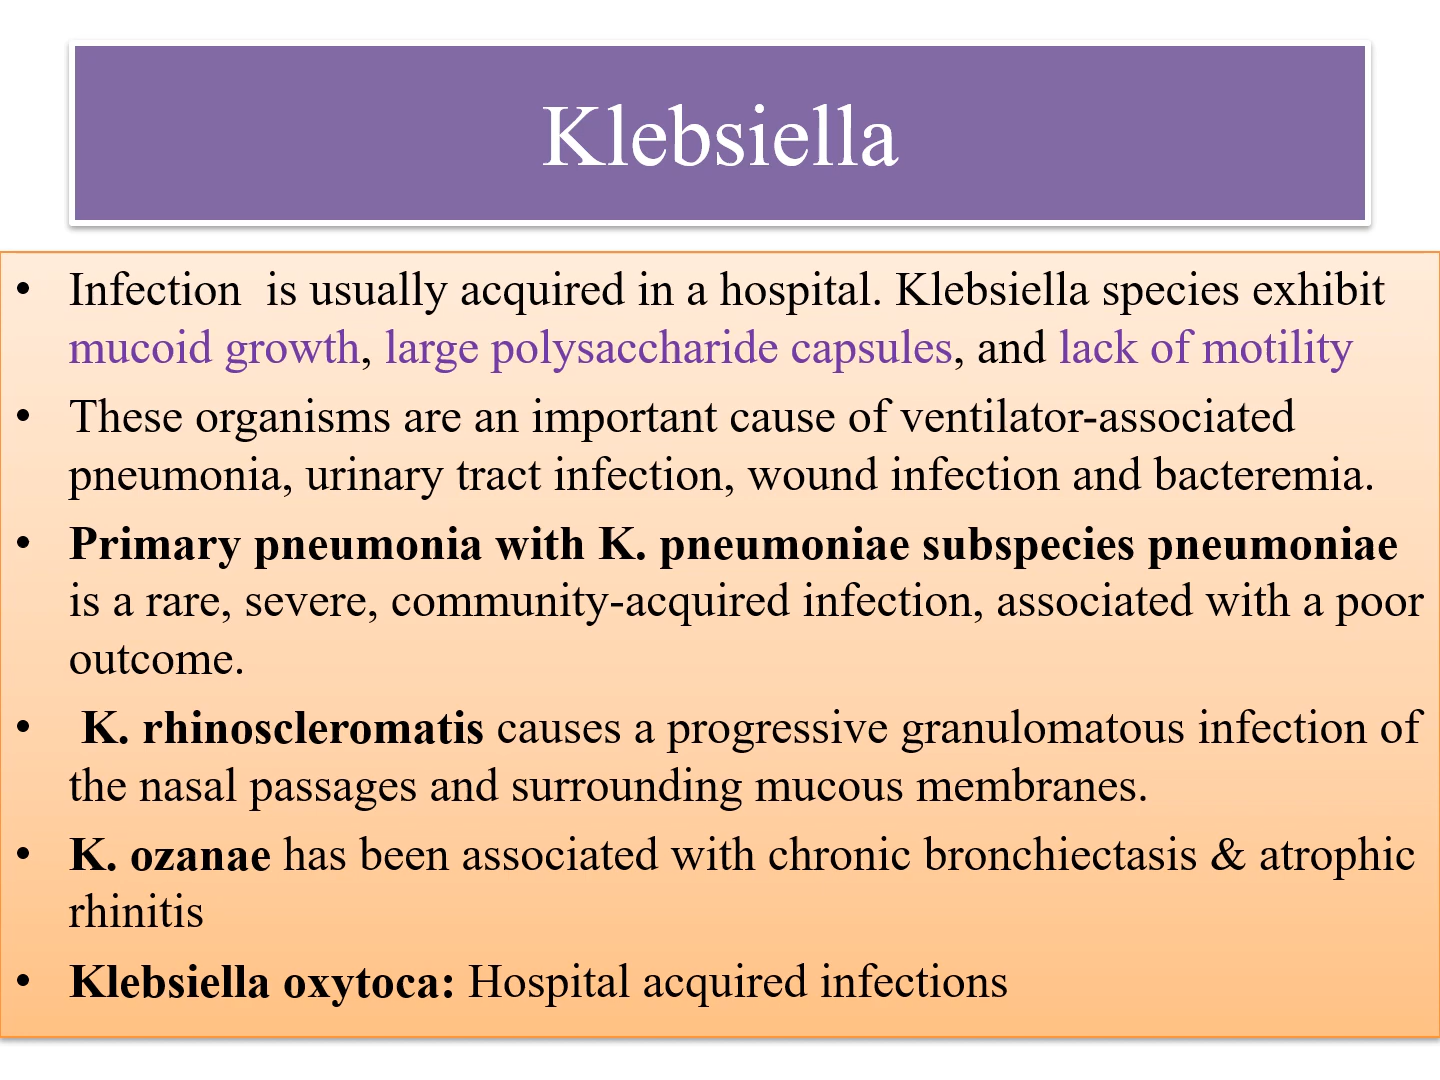 Klebsiella
• Infection  is usually acquired in a hospital. Klebsiella species exhibit
mucoid growth, large polysaccharide capsules, and lack of motility
• These organisms are an important cause of ventilator-associated
pneumonia, urinary tract infection, wound infection and bacteremia.
• Primary pneumonia with K. pneumoniae subspecies pneumoniae
is a rare, severe, community-acquired infection, associated with a poor
outcome.
• K. rhinoscleromatis causes a progressive granulomatous infection of
the nasal passages and surrounding mucous membranes.
• K. ozanae has been associated with chronic bronchiectasis & atrophic
rhinitis
• Klebsiella oxytoca: Hospital acquired infections